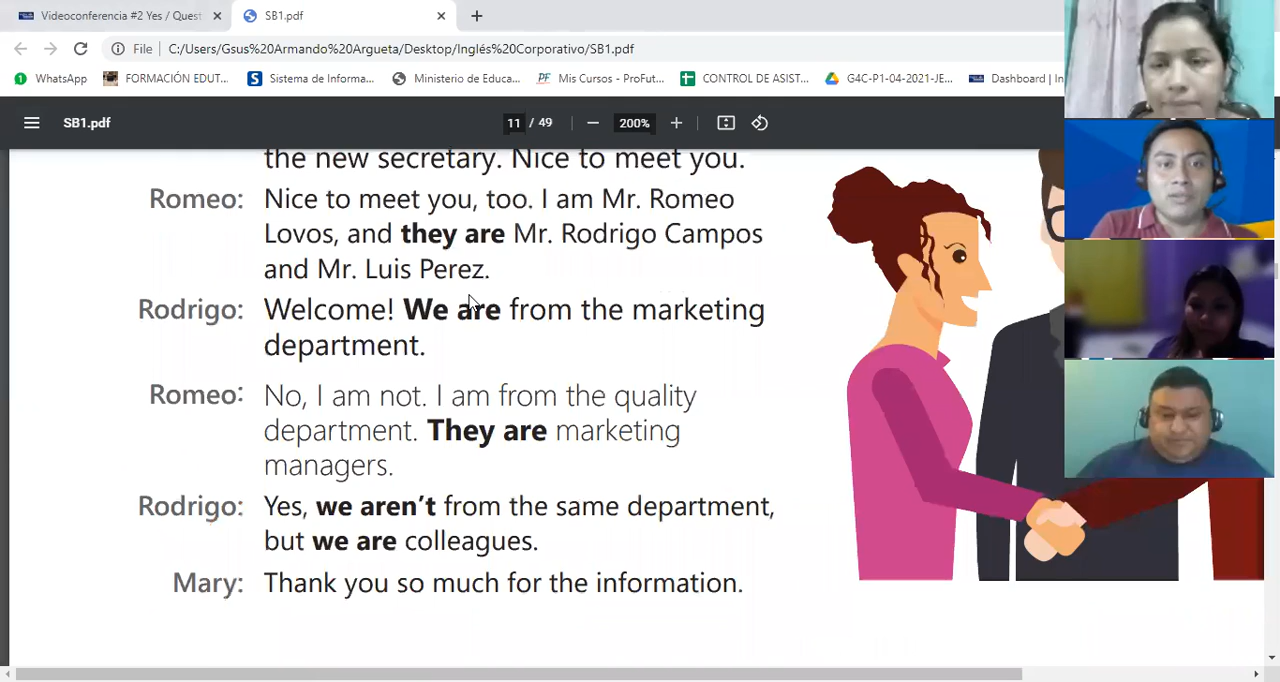 Videoconferencia #2 Yes / Quest
SB1.pdf
File
C:/Users/Gsus%20Armando%20Argueta/Desktop/Inglés%20Corporativo/SB1.pdf
WhatsApp
FORMACIÓN EDUT...
Sistema de Informa...
Ministerio de Educa...
Mis Cursos - ProFut...
CONTROL DE ASIST...
G4C-P1-04-2021-JE...
Dashboard | In
SB1.pdf
11 / 49
200%
the new secretary. Nice to meet you.
Romeo: Nice to meet you, too. I am Mr. Romeo
Lovos, and they are Mr. Rodrigo Campos
and Mr. Luis Perez.
Rodrigo: Welcome! We are from the marketing
department.
Romeo: No, I am not. I am from the quality
department. They are marketing
managers.
Rodrigo: Yes, we aren't from the same department,
but we are colleagues.
Mary: Thank you so much for the information.